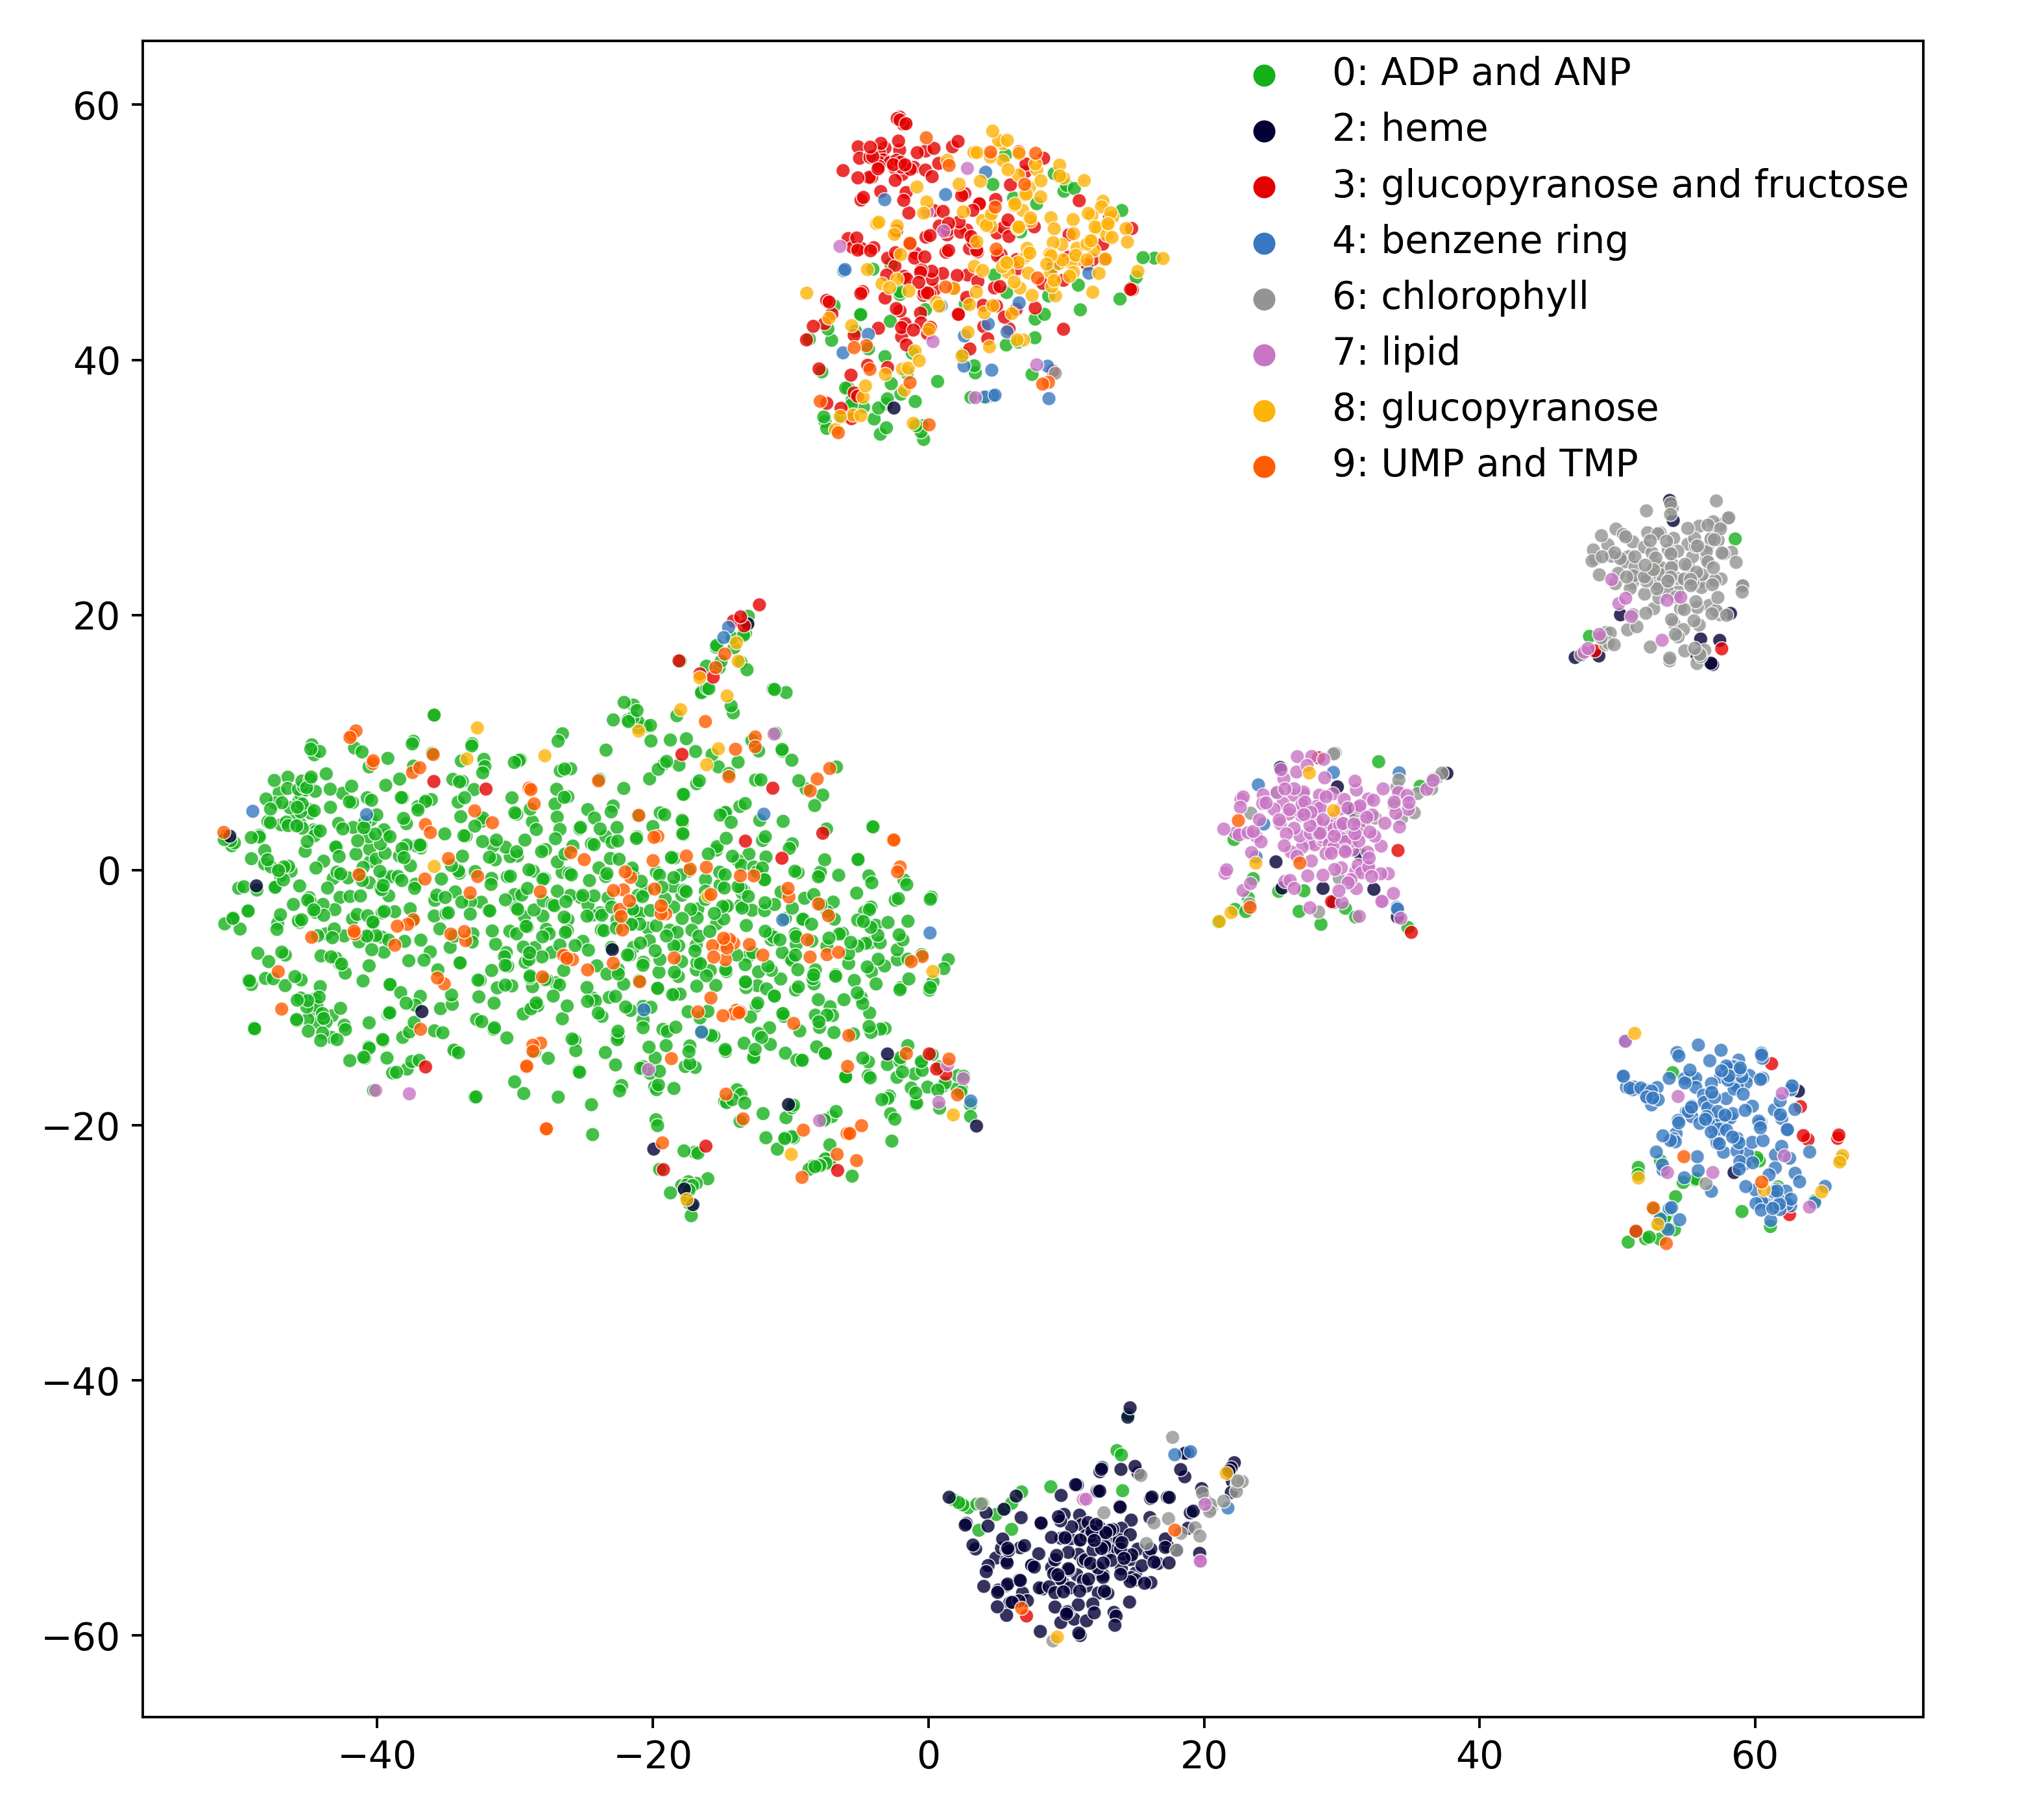 60
40
20
0
−20
−40
−60
−40
−20
0
20
40
60
0: ADP and ANP
2: heme
3: glucopyranose and fructose
4: benzene ring
6: chlorophyll
7: lipid
8: glucopyranose
9: UMP and TMP